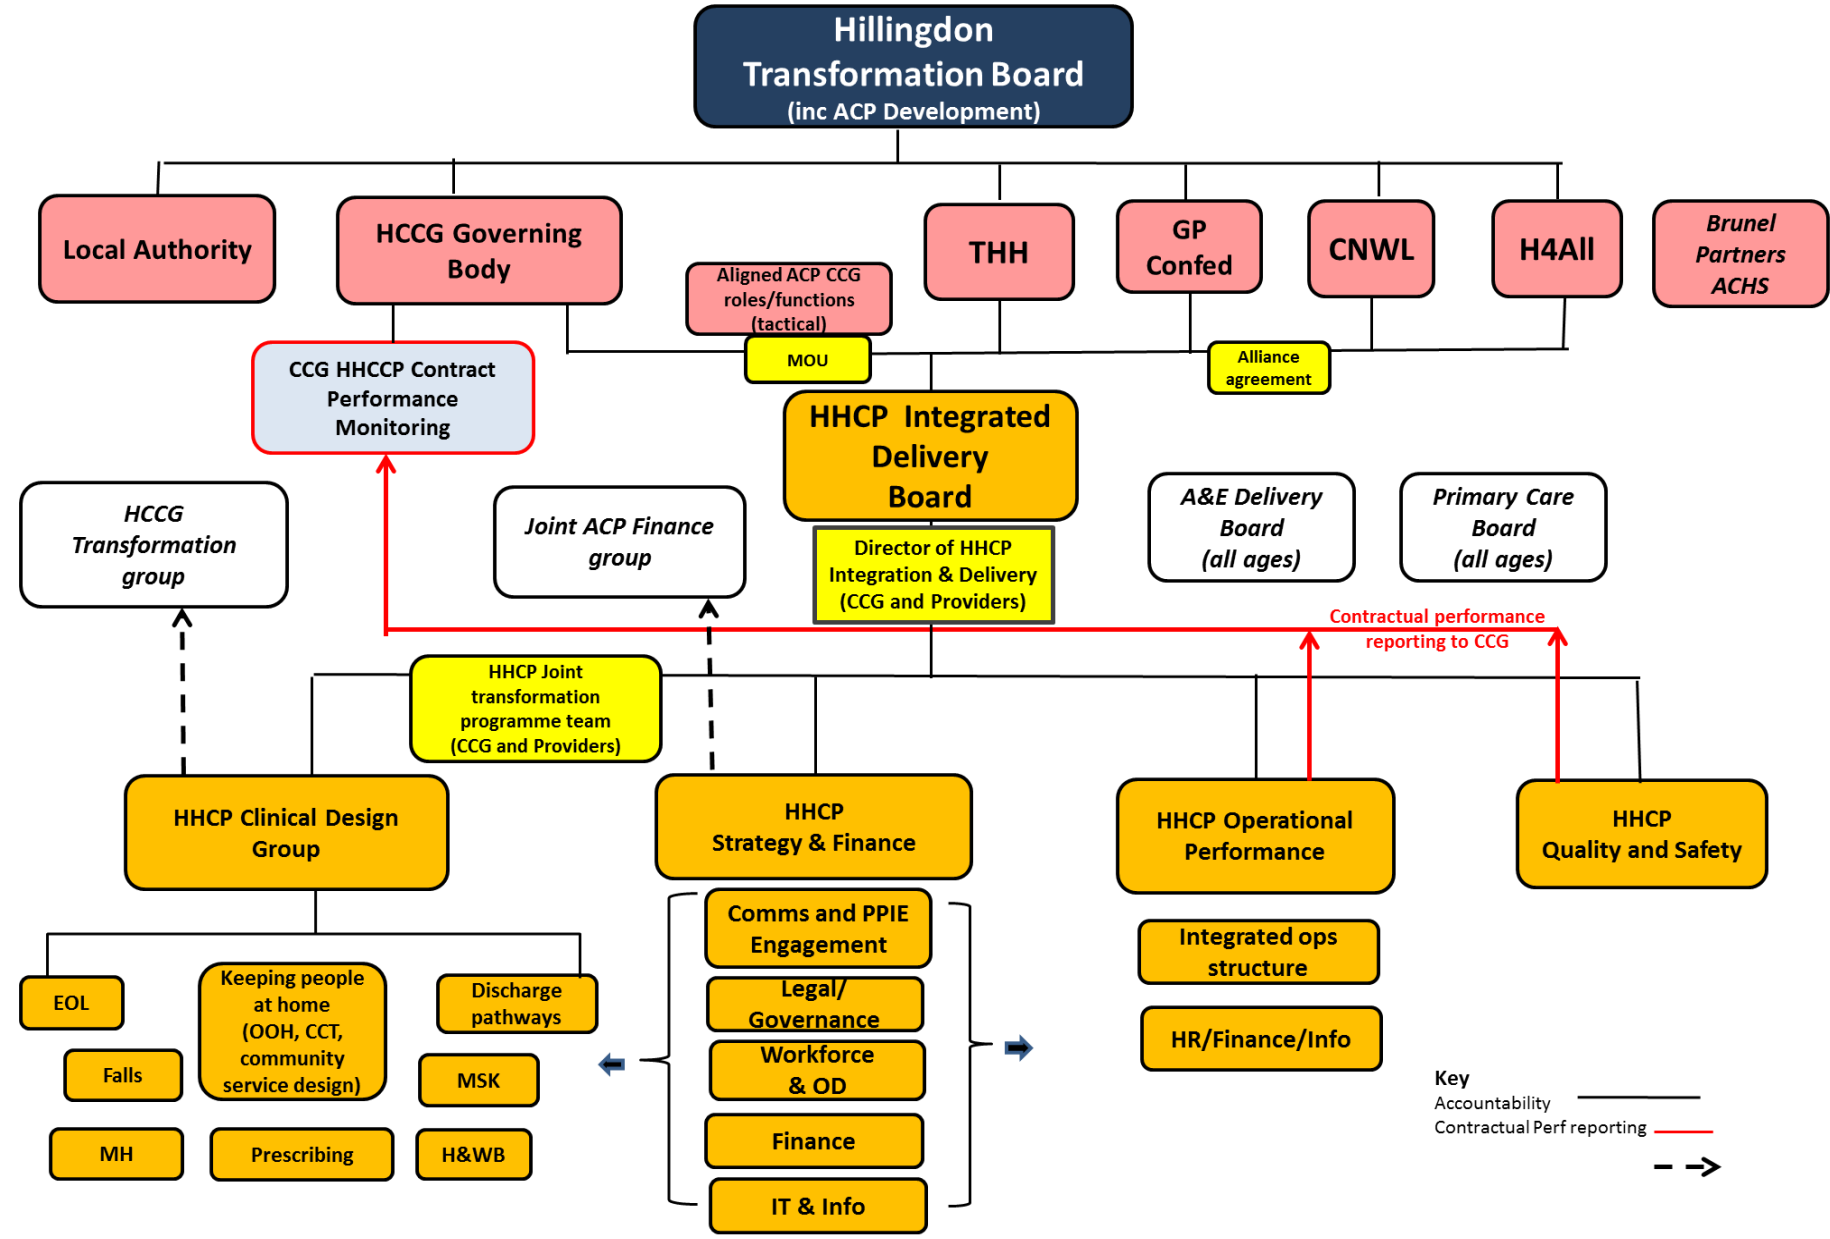 Hillingdon
Transformation Board
(inc ACP Development)
Local Authority
HCCG Governing
Body
Aligned ACP CCG
roles/functions
(tactical)
MOU
THH
GP
Confed
CNWL
H4All
Brunel
Partners
ACHS
Alliance
agreement
CCG HHCCP Contract
Performance
Monitoring
HHCP Integrated
Delivery
Board
HCCG
Transformation
group
Joint ACP Finance
group
A&E Delivery
Board
(all ages)
Primary Care
Board
(all ages)
Director of HHCP
Integration & Delivery
(CCG and Providers)
Contractual performance
reporting to CCG
HHCP Joint
transformation
programme team
(CCG and Providers)
HHCP Clinical Design
Group
HHCP
Strategy & Finance
HHCP Operational
Performance
HHCP
Quality and Safety
EOL
Keeping people
at home
(OOH, CCT,
community
service design)
Discharge
pathways
Falls
MSK
MH
Prescribing
H&WB
Comms and PPIE
Engagement
Legal/
Governance
Workforce
& OD
Finance
IT & Info
Integrated ops
structure
HR/Finance/Info
Key
Accountability
Contractual Perf reporting